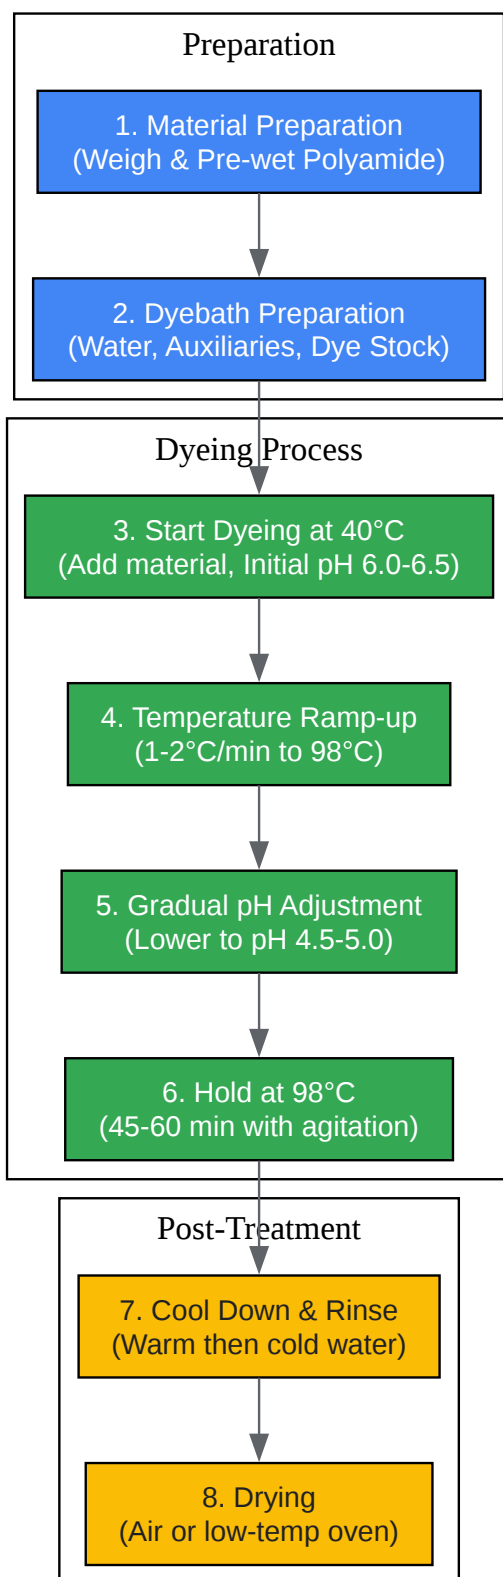 Preparation
1. Material Preparation
(Weigh & Pre-wet Polyamide)
2. Dyebath Preparation
(Water, Auxiliaries, Dye Stock)
Dyeing Process
3. Start Dyeing at 40°C
(Add material, Initial pH 6.0-6.5)
4. Temperature Ramp-up
(1-2°C/min to 98°C)
5. Gradual pH Adjustment
(Lower to pH 4.5-5.0)
6. Hold at 98°C
(45-60 min with agitation)
Post-Treatment
7. Cool Down & Rinse
(Warm then cold water)
8. Drying
(Air or low-temp oven)